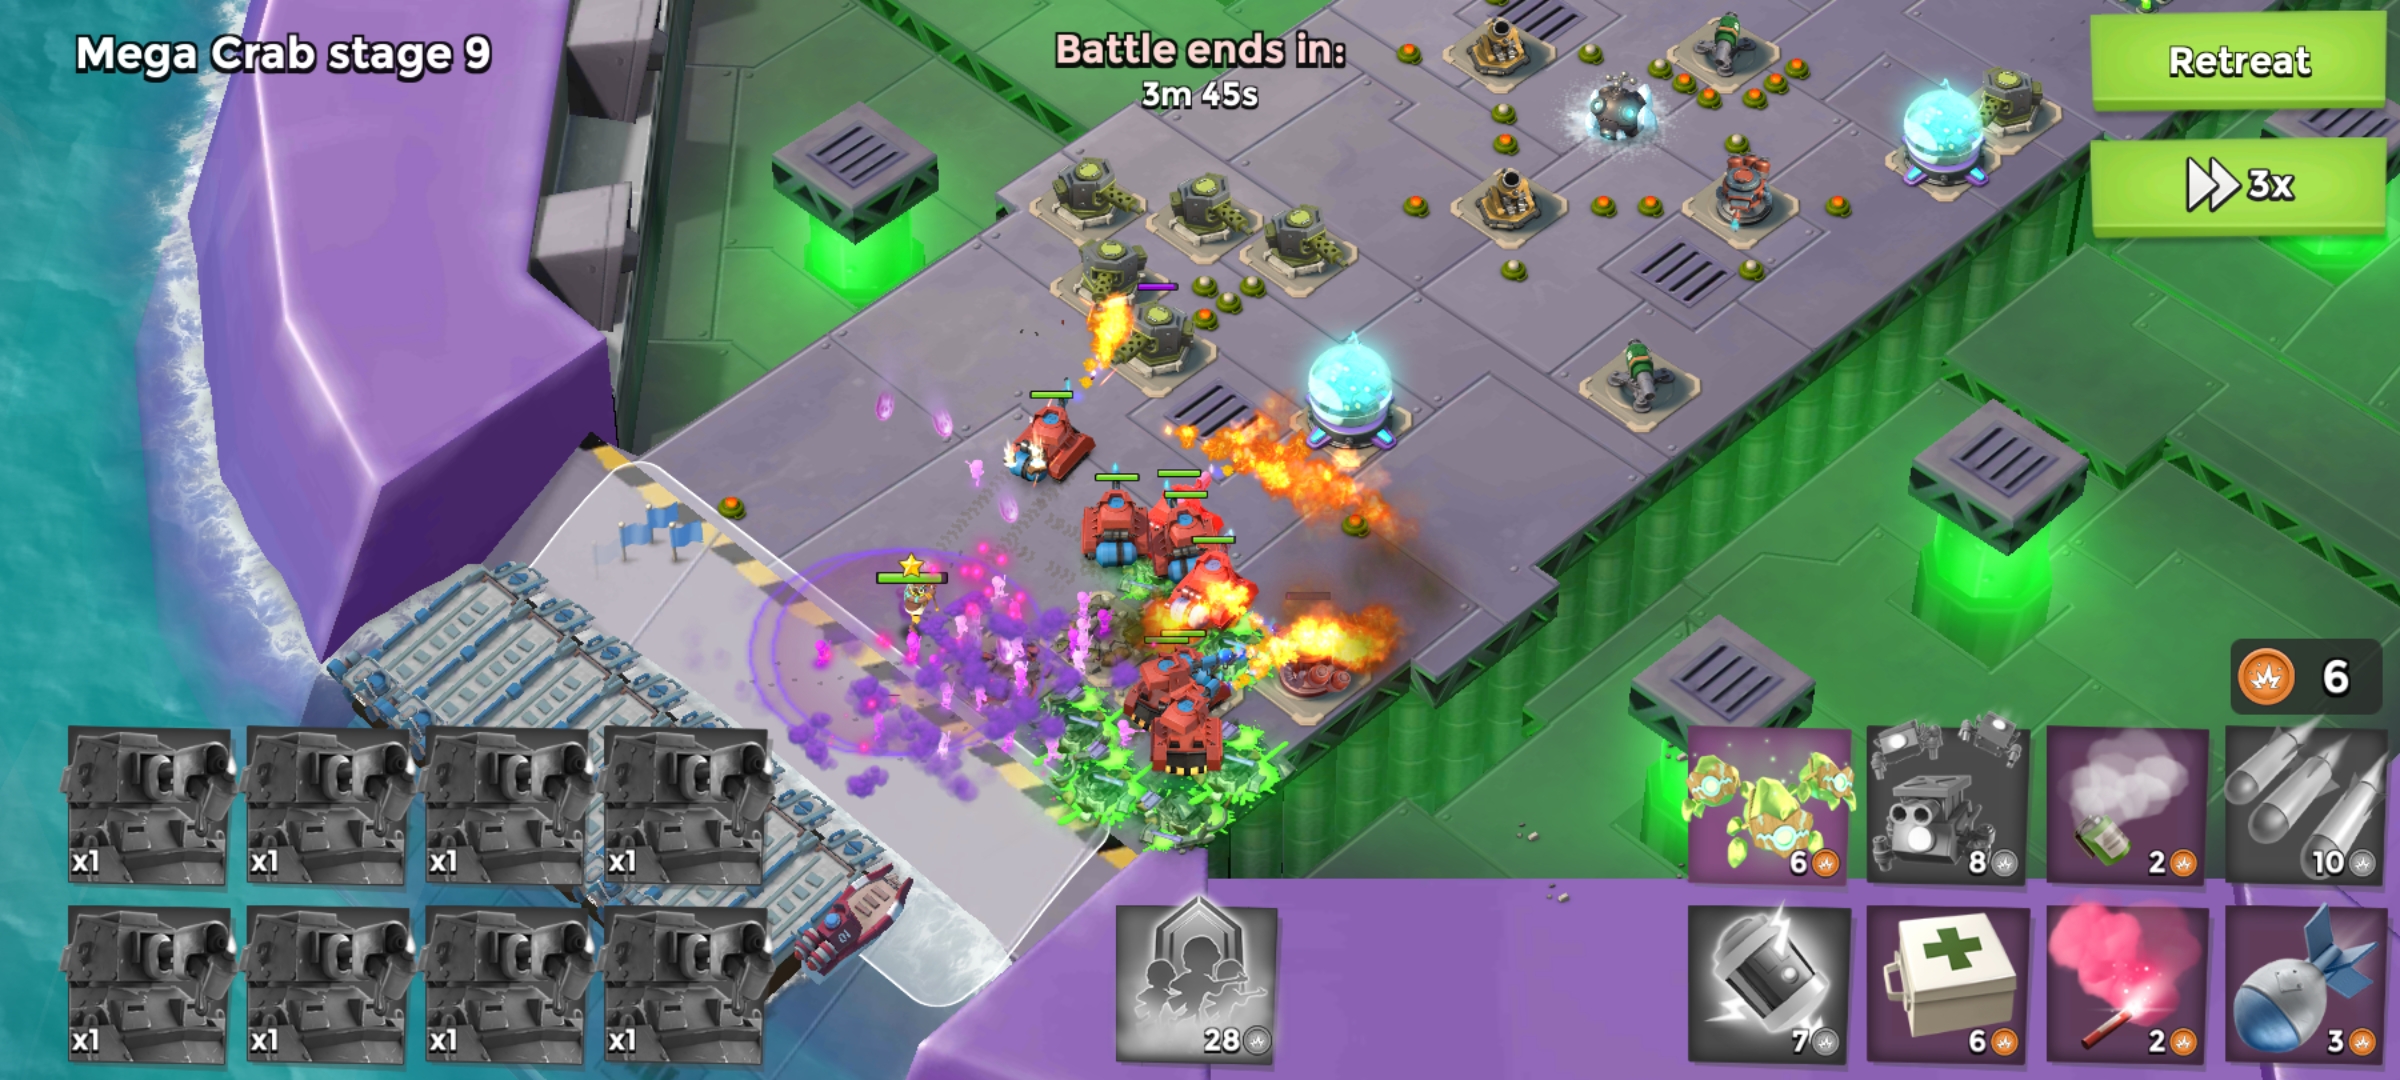 Mega Crab stage 9
Battle ends in:
3m 45s
Retreat
3x
6
x1
x1
x1
x1
6
8
2
10
x1
x1
x1
x1
28
7
6
2
3